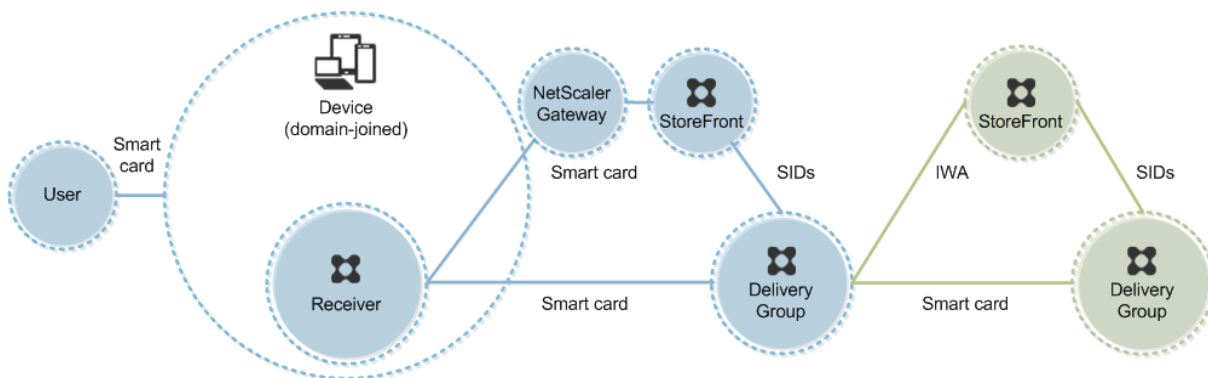 Device
(domain-joined)
NetScaler
Gateway
StoreFront
StoreFront
Smart
card
User
Smart card
SIDs
IWA
SIDs
Receiver
Smart card
Delivery
Group
Smart card
Delivery
Group